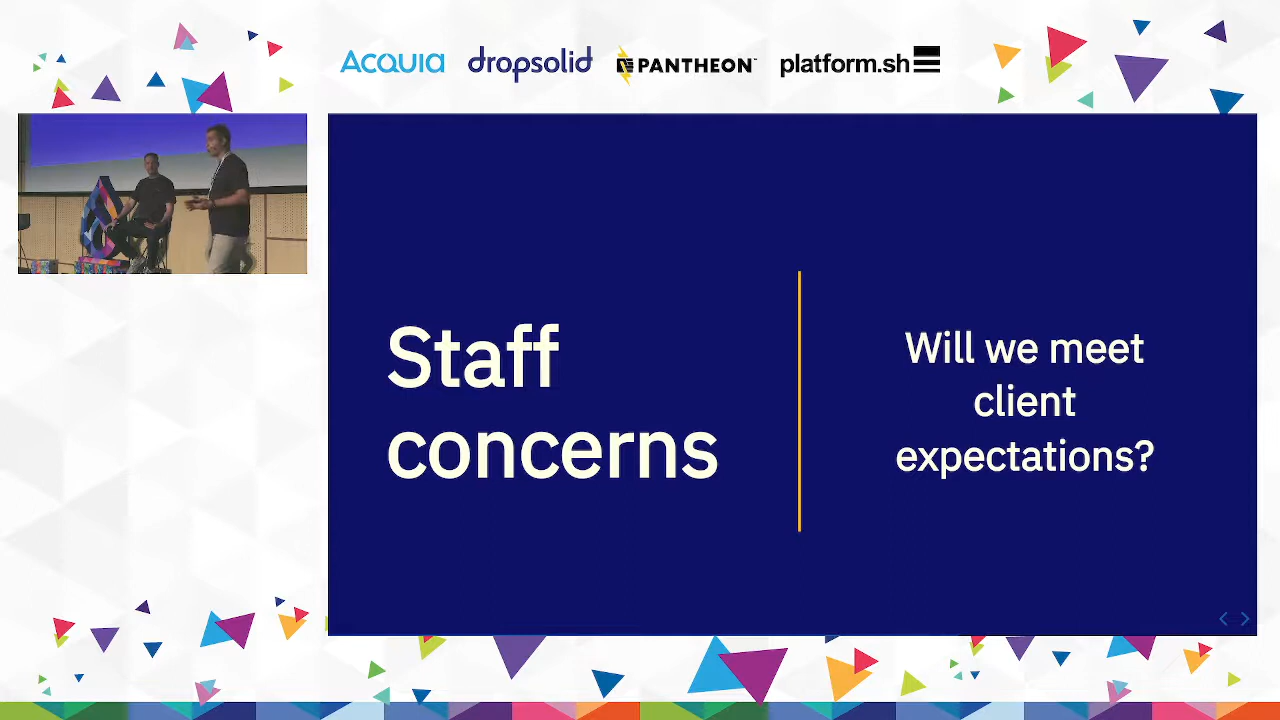 ACQUIA dropsolid PANTHEON platform.sh
Staff
concerns
Will we meet
client
expectations?